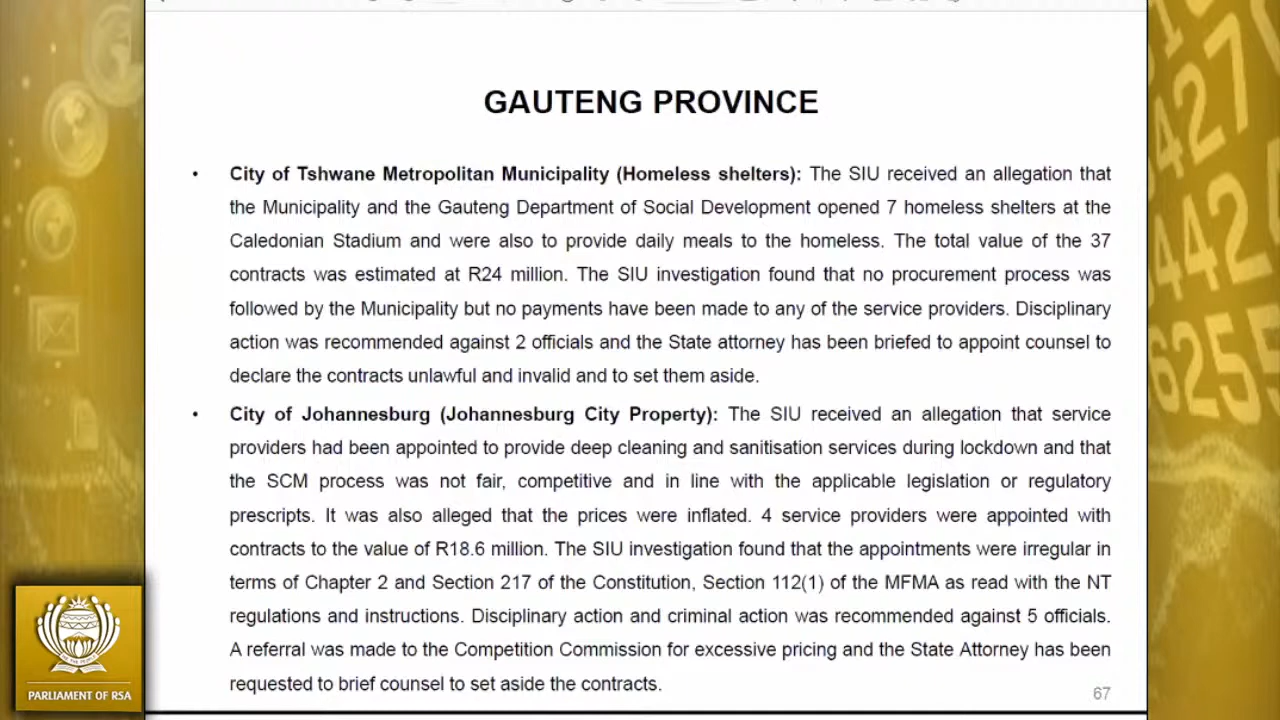 GAUTENG PROVINCE
• City of Tshwane Metropolitan Municipality (Homeless shelters): The SIU received an allegation that
the Municipality and the Gauteng Department of Social Development opened 7 homeless shelters at the
Caledonian Stadium and were also to provide daily meals to the homeless. The total value of the 37
contracts was estimated at R24 million. The SIU investigation found that no procurement process was
followed by the Municipality but no payments have been made to any of the service providers. Disciplinary
action was recommended against 2 officials and the State attorney has been briefed to appoint counsel to
declare the contracts unlawful and invalid and to set them aside.
• City of Johannesburg (Johannesburg City Property): The SIU received an allegation that service
providers had been appointed to provide deep cleaning and sanitisation services during lockdown and that
the SCM process was not fair, competitive and in line with the applicable legislation or regulatory
prescripts. It was also alleged that the prices were inflated. 4 service providers were appointed with
contracts to the value of R18.6 million. The SIU investigation found that the appointments were irregular in
terms of Chapter 2 and Section 217 of the Constitution, Section 112(1) of the MFMA as read with the NT
regulations and instructions. Disciplinary action and criminal action was recommended against 5 officials.
A referral was made to the Competition Commission for excessive pricing and the State Attorney has been
requested to brief counsel to set aside the contracts.
67
PARLIAMENT OF RSA
427
442
6255